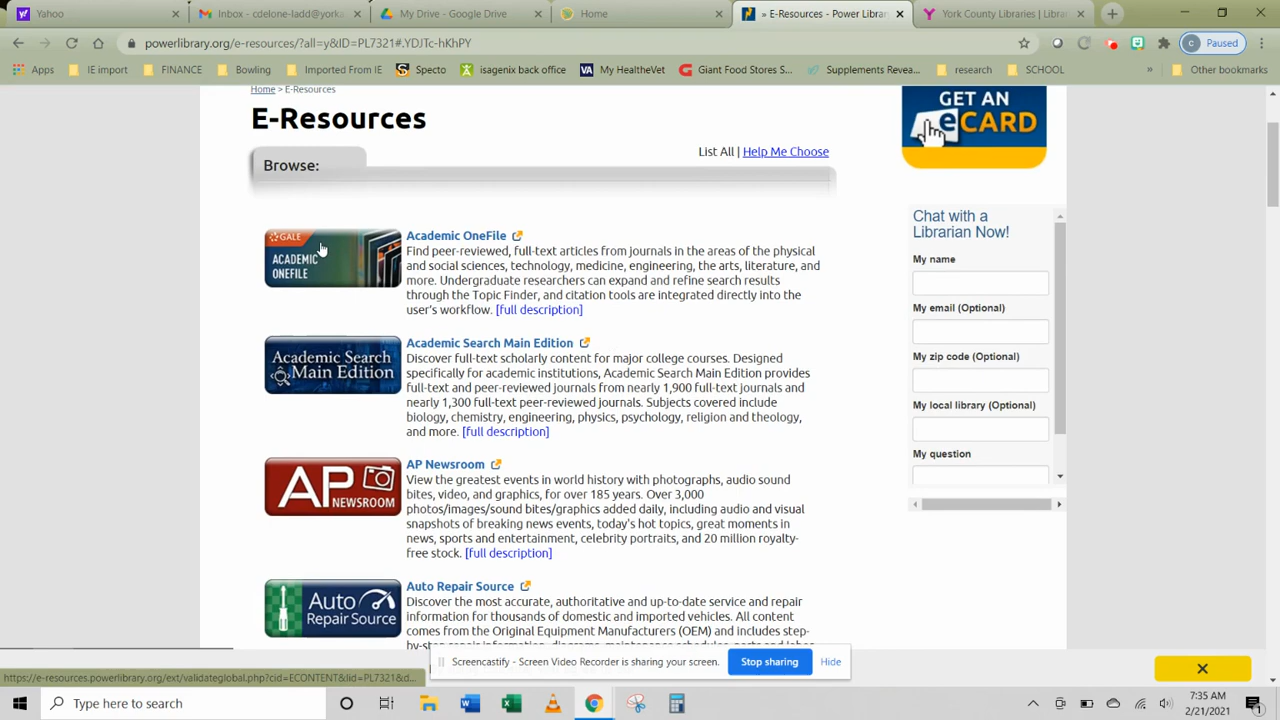 Yahoo
Inbox - cdelone-ladd@yorka
My Drive - Google Drive
Home
» E-Resources - Power Librar
York County Libraries | Librar
powerlibrary.org/e-resources/?all=y&ID=PL7321#.YDJTc-hKhPY
Paused
Apps
IE import
FINANCE
Bowling
Imported From IE
Specto
isagenix back office
My HealtheVet
Giant Food Stores S...
Supplements Revea...
research
SCHOOL
»
Other bookmarks
Home > E-Resources
E-Resources
GET AN
eCARD
List All | Help Me Choose
Browse:
GALE
ACADEMIC
ONEFILE
Academic OneFile
Find peer-reviewed, full-text articles from journals in the areas of the physical
and social sciences, technology, medicine, engineering, the arts, literature, and
more. Undergraduate researchers can expand and refine search results
through the Topic Finder, and citation tools are integrated directly into the
user's workflow. [full description]
Academic Search
Main Edition
Academic Search Main Edition
Discover full-text scholarly content for major college courses. Designed
specifically for academic institutions, Academic Search Main Edition provides
full-text and peer-reviewed journals from nearly 1,900 full-text journals and
nearly 1,300 full-text peer-reviewed journals. Subjects covered include
biology, chemistry, engineering, physics, psychology, religion and theology,
and more. [full description]
AP
NEWSROOM
AP Newsroom
View the greatest events in world history with photographs, audio sound
bites, video, and graphics, for over 185 years. Over 3,000
photos/images/sound bites/graphics added daily, including audio and visual
snapshots of breaking news events, today's hot topics, great moments in
news, sports and entertainment, celebrity portraits, and 20 million royalty-
free stock. [full description]
Auto
Repair Source
Auto Repair Source
Discover the most accurate, authoritative and up-to-date service and repair
information for thousands of domestic and imported vehicles. All content
comes from the Original Equipment Manufacturers (OEM) and includes step-
Chat with a
Librarian Now!
My name
My email (Optional)
My zip code (Optional)
My local library (Optional)
My question
Screencastify - Screen Video Recorder is sharing your screen.
Stop sharing
Hide
https://e-resources.powerlibrary.org/ext/validateglobal.php?cid=ECONTENT&lid=PL7321&d...
Type here to search
7:35 AM
2/21/2021